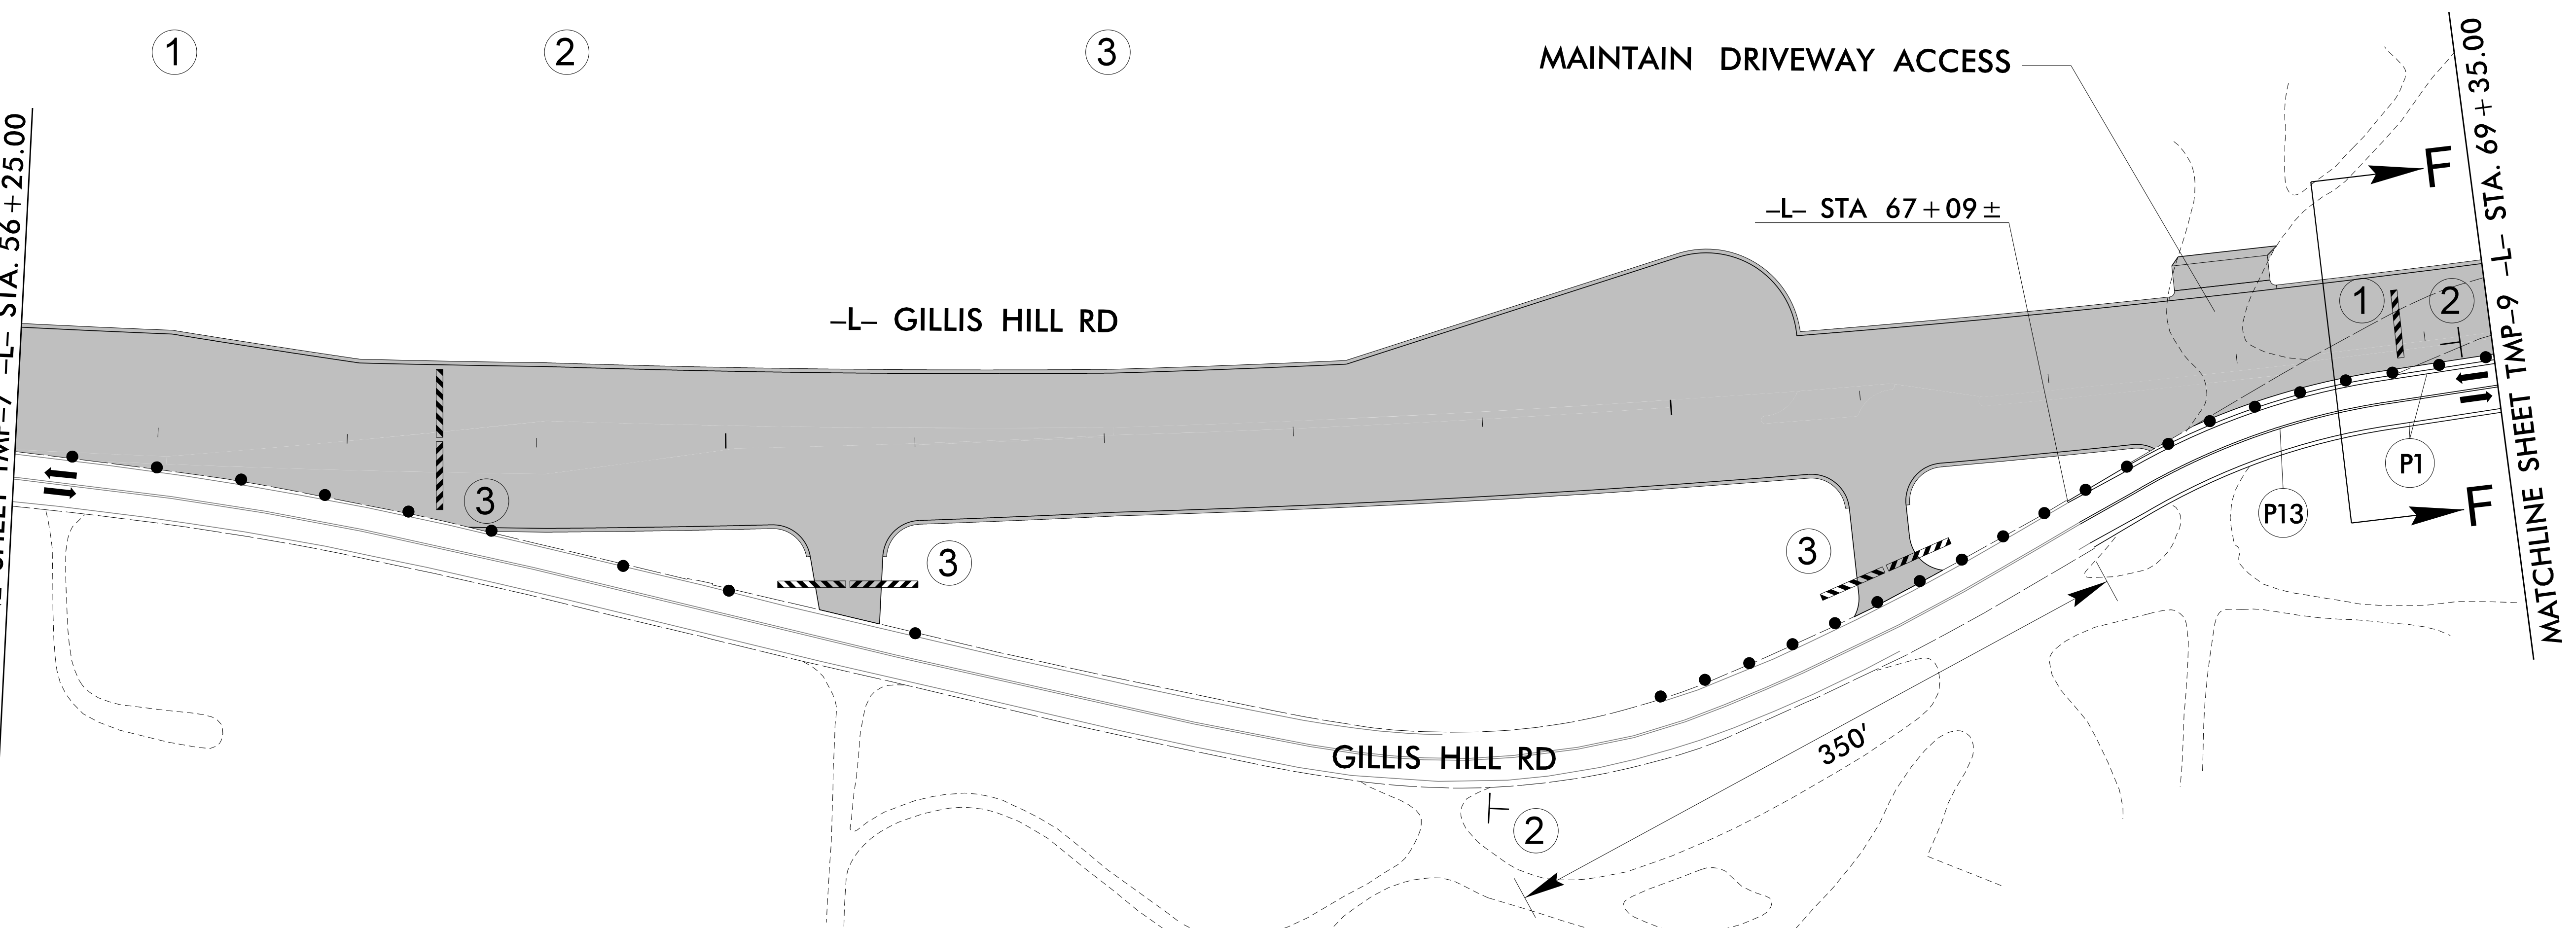 1
2
3
MAINTAIN DRIVEWAY ACCESS
–L– STA. 56+25.00
MATCHLINE SHEET TMP–9 –L– STA. 69+35.00
F
–L– STA 67+09±
–L– GILLIS HILL RD
1
2
3
3
3
P1
P13
F
GILLIS HILL RD
350'
2